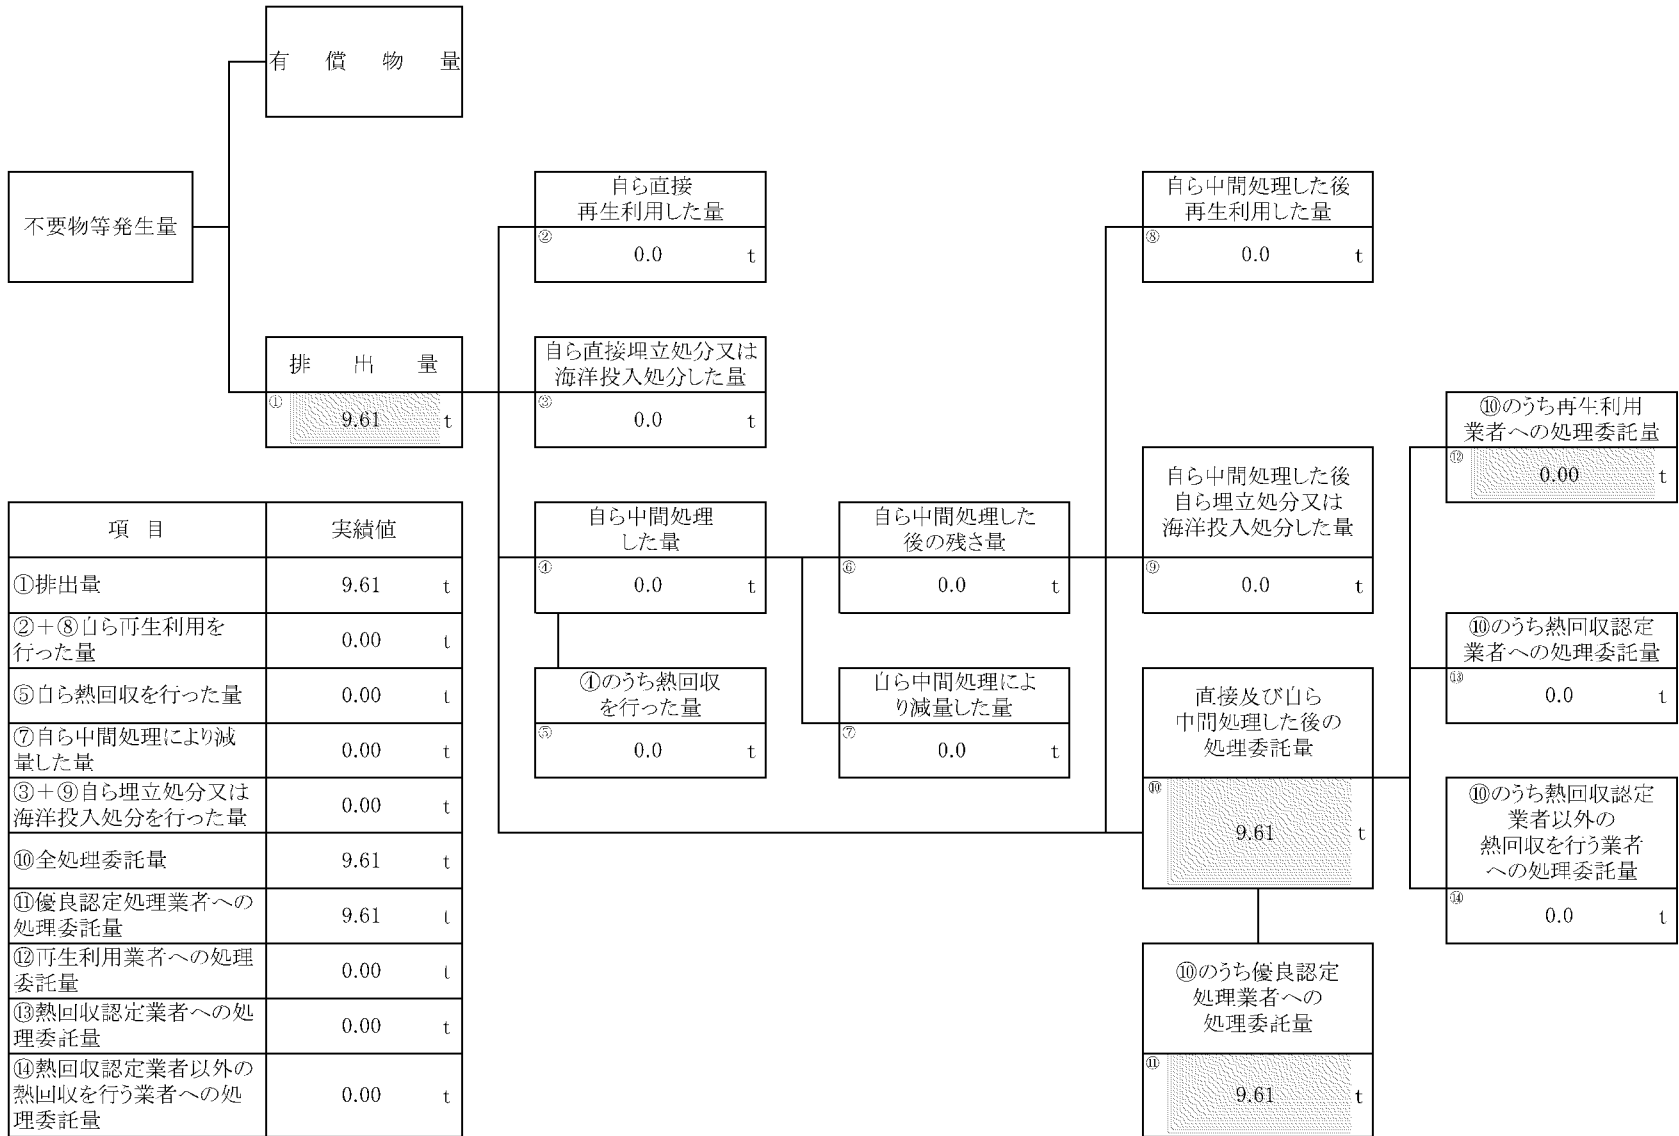 有償物量
不要物等発生量
排出量
① 9.61 t
自ら直接
再生利用した量
② 0.0 t
自ら直接埋立処分又は
海洋投入処分した量
③ 0.0 t
自ら中間処理
した量
④ 0.0 t
④のうち熱回収
を行った量
⑤ 0.0 t
自ら中間処理した
後の残さ量
⑥ 0.0 t
自ら中間処理によ
り減量した量
⑦ 0.0 t
自ら中間処理した後
再生利用した量
⑧ 0.0 t
自ら中間処理した後
自ら埋立処分又は
海洋投入処分した量
⑨ 0.0 t
直接及び自ら
中間処理した後の
処理委託量
⑩ 9.61 t
⑩のうち優良認定
処理業者への
処理委託量
⑪ 9.61 t
⑩のうち再生利用
業者への処理委託量
⑫ 0.00 t
⑩のうち熱回収認定
業者への処理委託量
⑬ 0.0 t
⑩のうち熱回収認定
業者以外の
熱回収を行う業者
への処理委託量
⑭ 0.0 t
項目 実績値
①排出量 9.61 t
②+⑧自ら再生利用を
行った量 0.00 t
⑤自ら熱回収を行った量 0.00 t
⑦自ら中間処理により減
量した量 0.00 t
③+⑨自ら埋立処分又は
海洋投入処分を行った量 0.00 t
⑩全処理委託量 9.61 t
⑪優良認定処理業者への
処理委託量 9.61 t
⑫再生利用業者への処理
委託量 0.00 t
⑬熱回収認定業者への処
理委託量 0.00 t
⑭熱回収認定業者以外の
熱回収を行う業者への処
理委託量 0.00 t